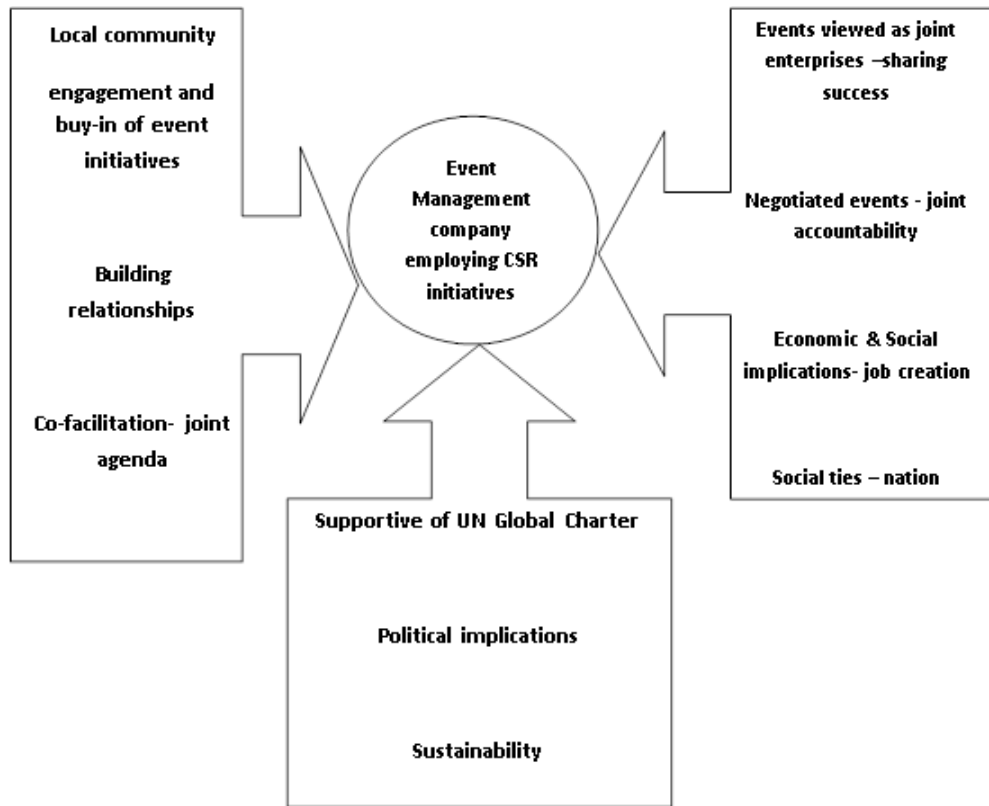 Local community
engagement and
buy-in of event
initiatives
Building
relationships
Co-facilitation- joint
agenda
Event
Management
company
employing CSR
initiatives
Events viewed as joint
enterprises –sharing
success
Negotiated events - joint
accountability
Economic & Social
implications- job creation
Social ties – nation
Supportive of UN Global Charter
Political implications
Sustainability